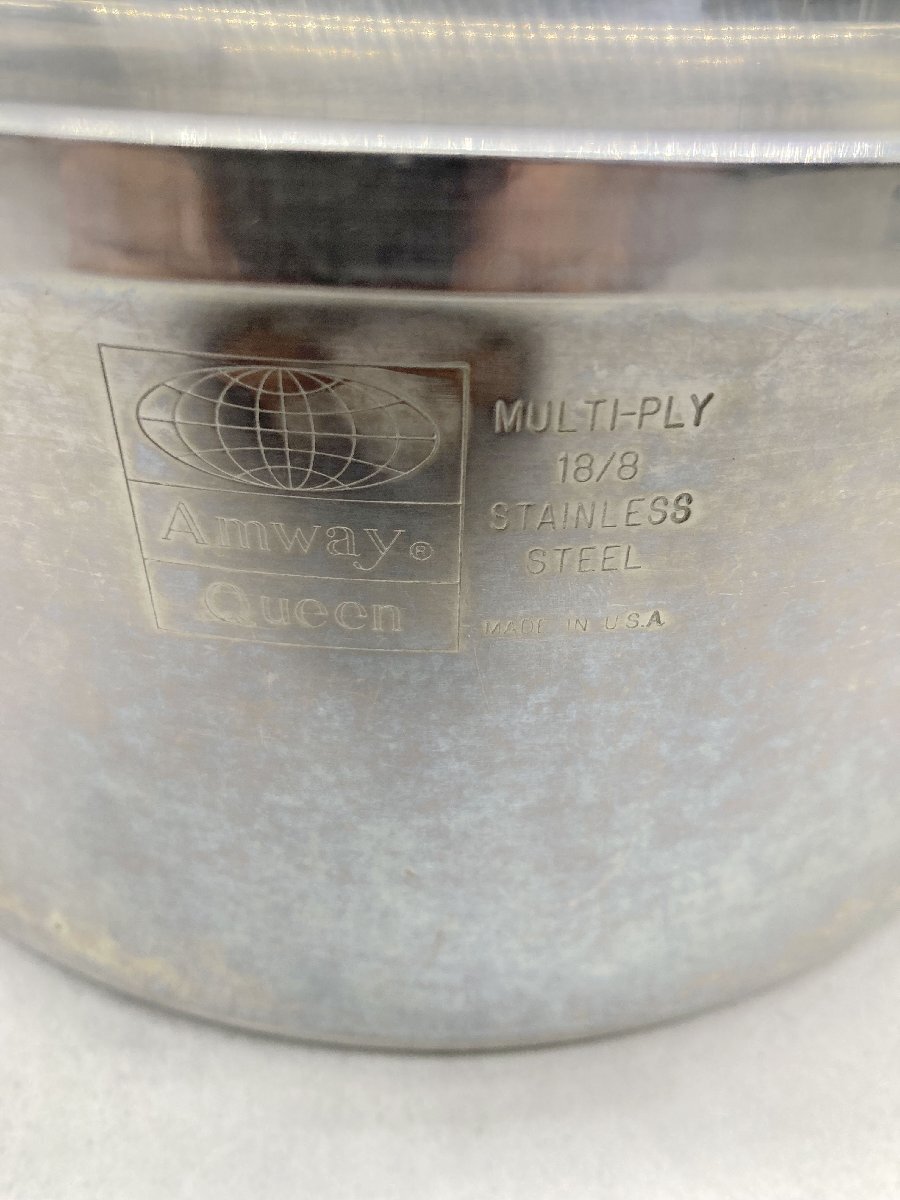 Amway®
Queen
MULTI-PLY
18/8
STAINLESS
STEEL
MADE IN U.S.A